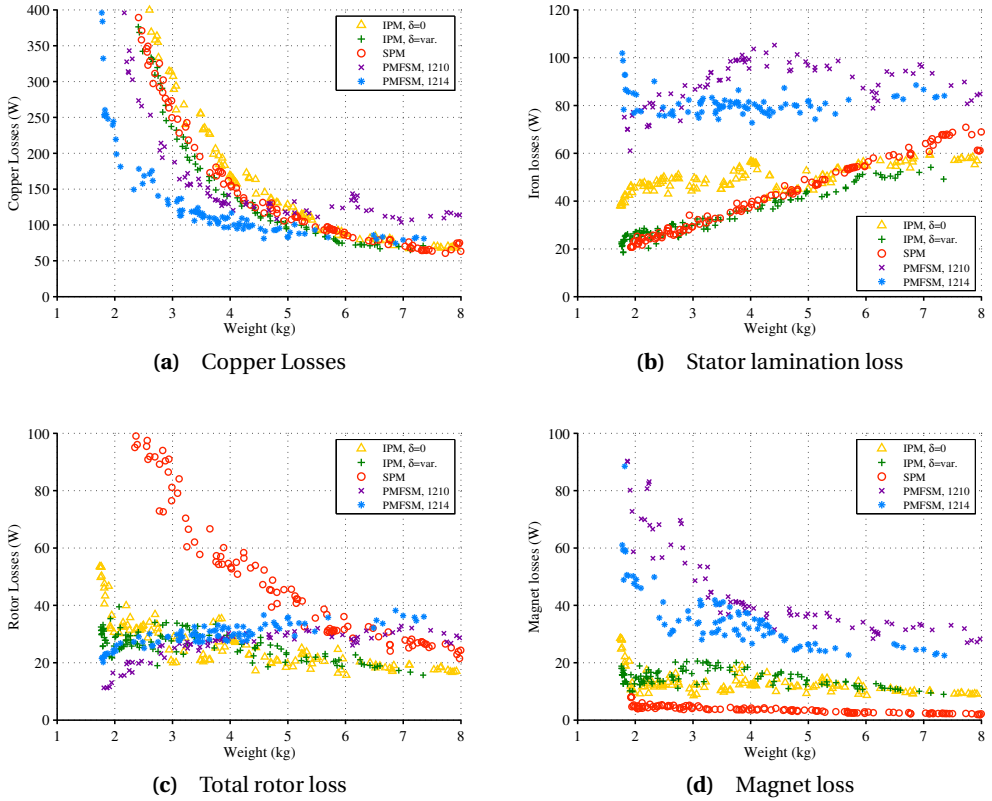 400
350
300
250
200
150
100
50
0
Copper Losses (W)
1 2 3 4 5 6 7 8
Weight (kg)
IPM, δ=0
IPM, δ=var.
SPM
PMFSM, 1210
PMFSM, 1214
(a) Copper Losses
120
100
80
60
40
20
0
Iron losses (W)
1 2 3 4 5 6 7 8
Weight (kg)
IPM, δ=0
IPM, δ=var.
SPM
PMFSM, 1210
PMFSM, 1214
(b) Stator lamination loss
100
80
60
40
20
0
Rotor Losses (W)
1 2 3 4 5 6 7 8
Weight (kg)
IPM, δ=0
IPM, δ=var.
SPM
PMFSM, 1210
PMFSM, 1214
(c) Total rotor loss
100
80
60
40
20
0
Magnet losses (W)
1 2 3 4 5 6 7 8
Weight (kg)
IPM, δ=0
IPM, δ=var.
SPM
PMFSM, 1210
PMFSM, 1214
(d) Magnet loss